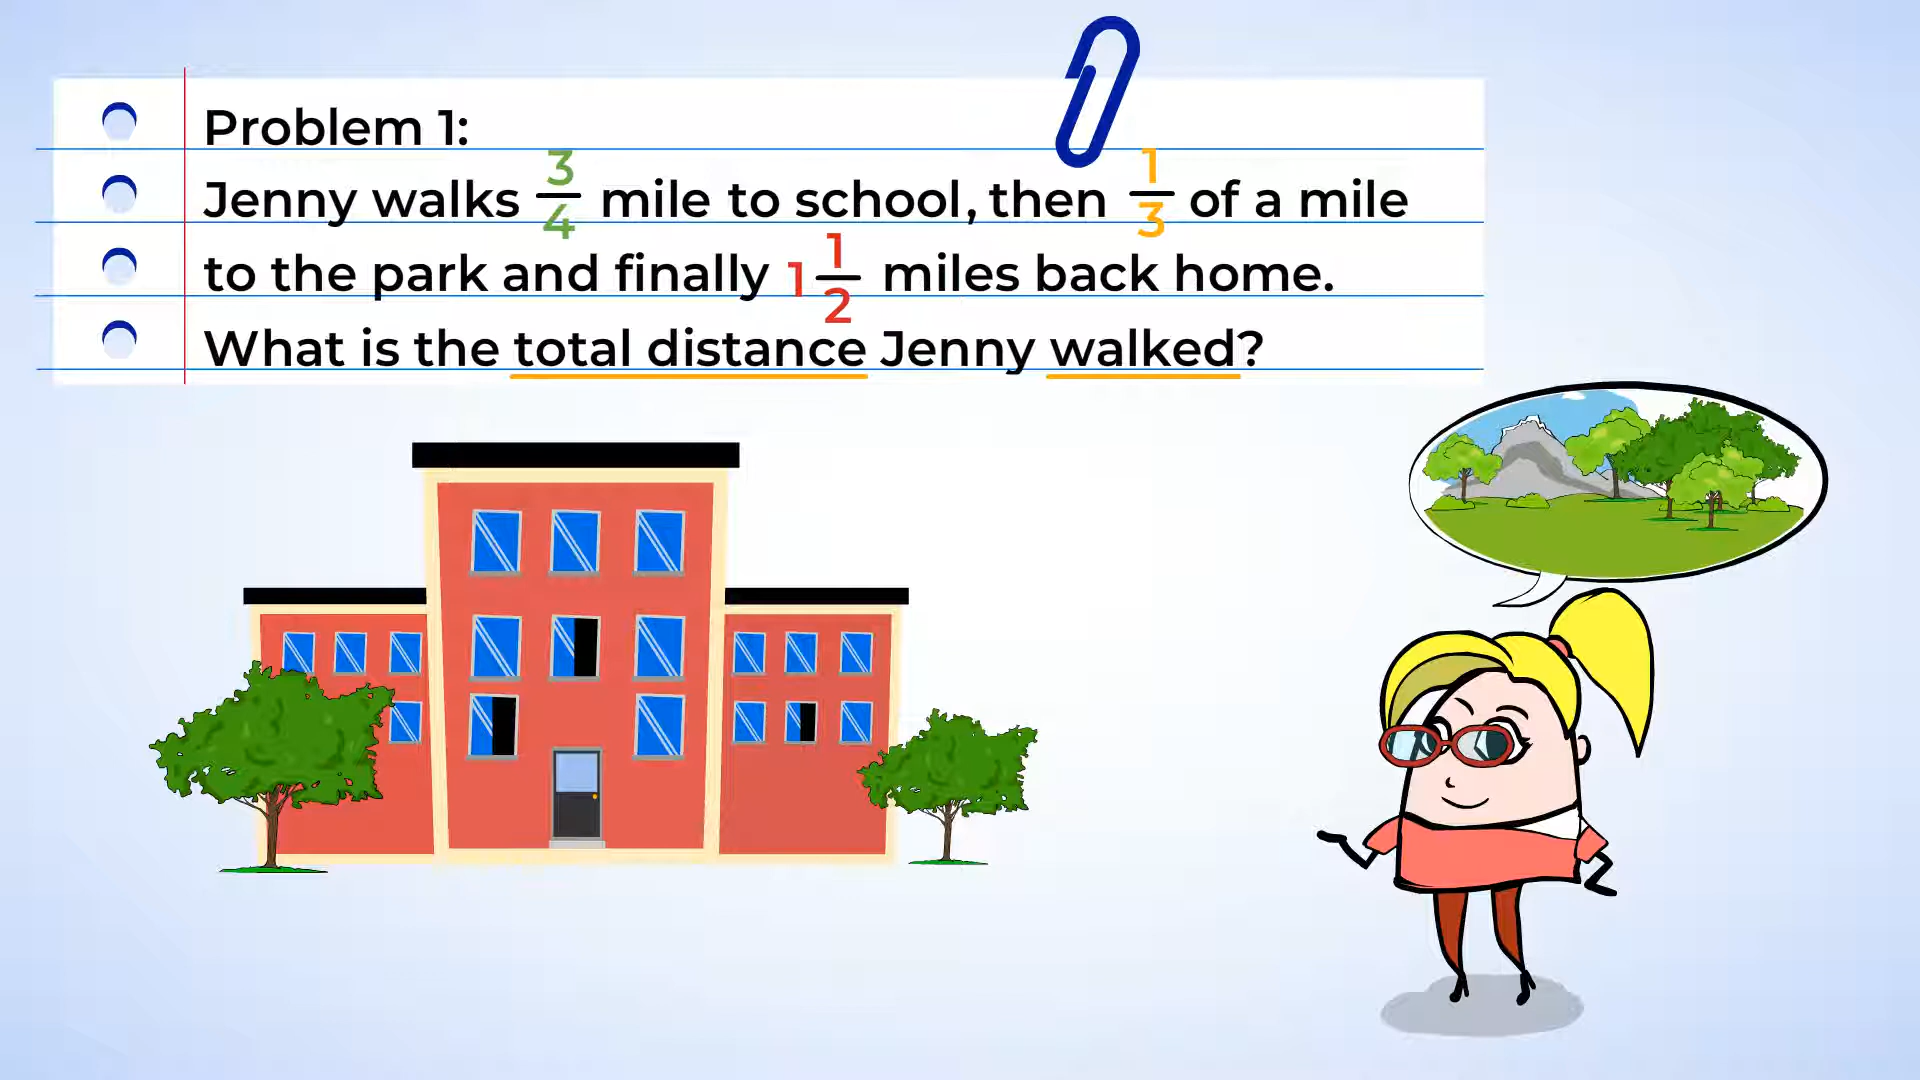 Problem 1:
Jenny walks 3/4 mile to school, then 1/3 of a mile
to the park and finally 1 1/2 miles back home.
What is the total distance Jenny walked?